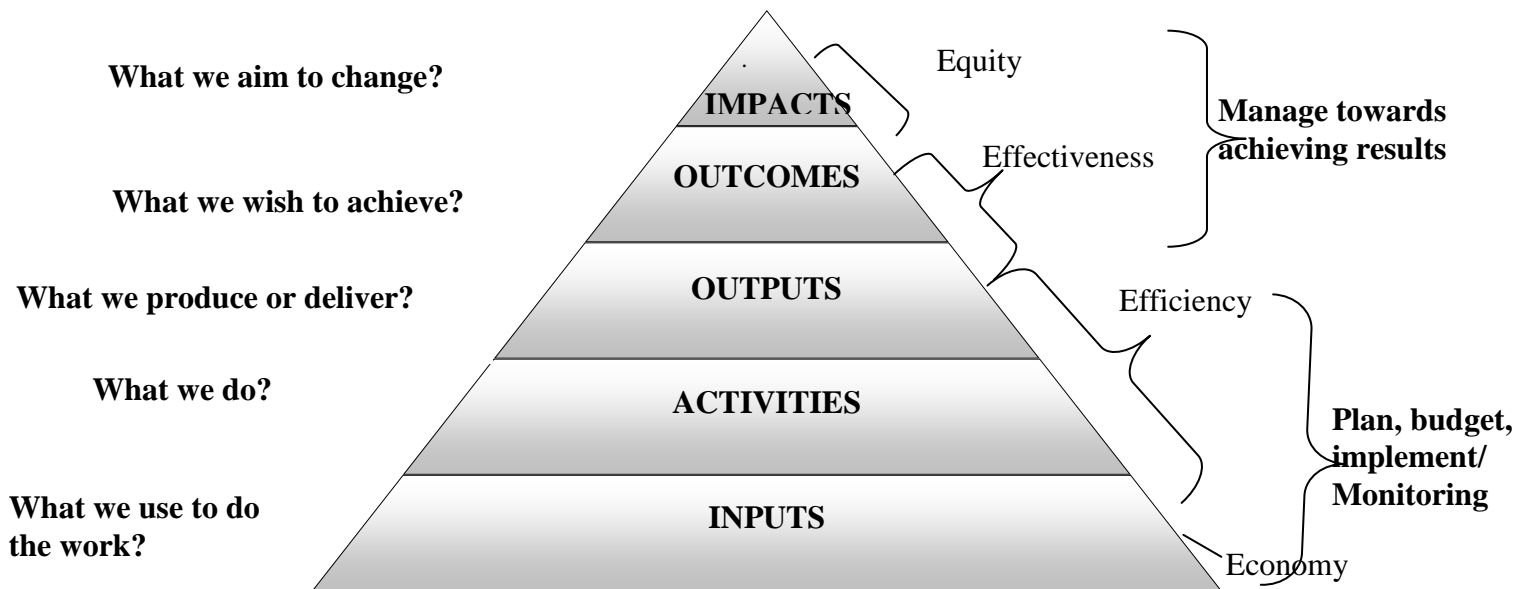 What we aim to change?
IMPACTS
Equity
Manage towards
achieving results
What we wish to achieve?
OUTCOMES
Effectiveness
What we produce or deliver?
OUTPUTS
Efficiency
What we do?
ACTIVITIES
Plan, budget,
implement/
Monitoring
What we use to do
the work?
INPUTS
Economy